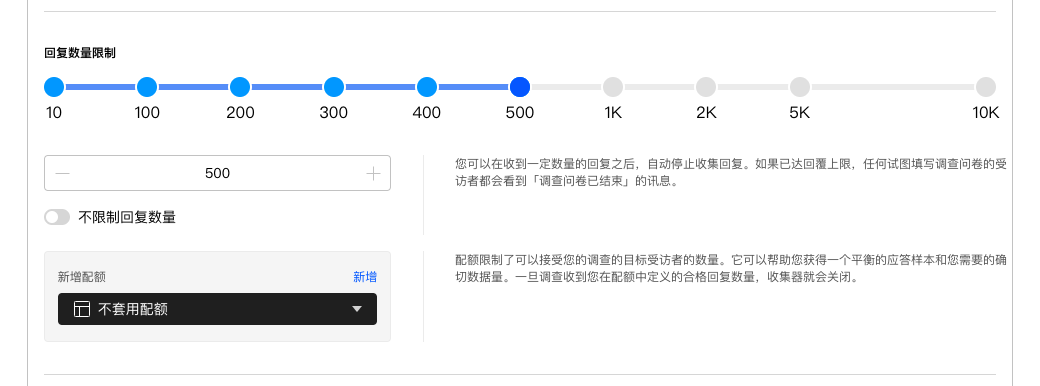 回复数量限制
10 100 200 300 400 500 1K 2K 5K 10K
500
您可以在收到一定数量的回复之后，自动停止收集回复。如果已达回覆上限，任何试图填写调查问卷的受
访者都会看到「调查问卷已结束」的讯息。
不限制回复数量
新增配额 新增
不套用配额
配额限制了可以接受您的调查的目标受访者的数量。它可以帮助您获得一个平衡的应答样本和您需要的确
切数据量。一旦调查收到您在配额中定义的合格回复数量，收集器就会关闭。